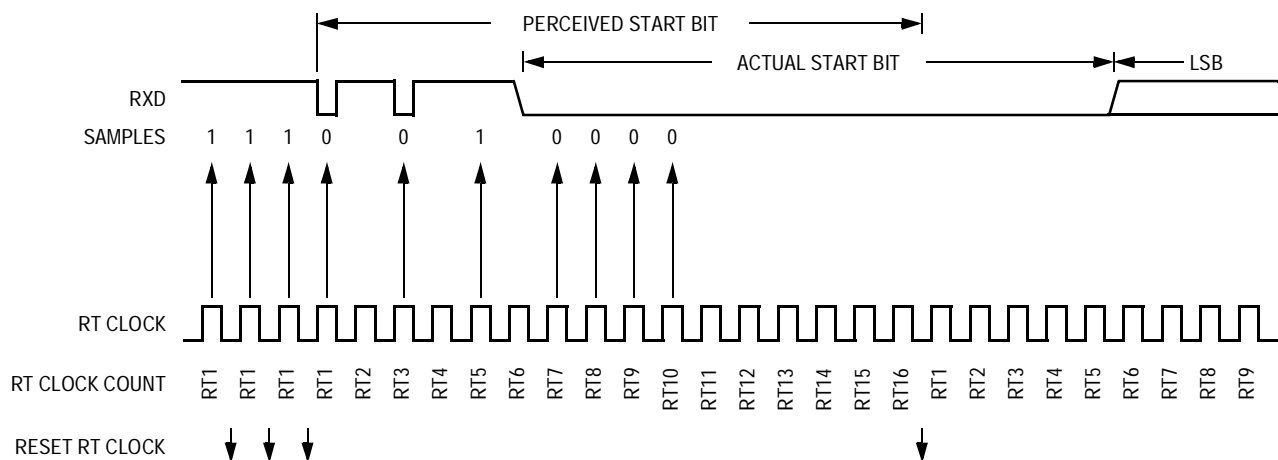 PERCEIVED START BIT
ACTUAL START BIT
LSB
RXD
SAMPLES 1 1 1 0 0 1 0 0 0 0
RT CLOCK
RT CLOCK COUNT RT1 RT1 RT1 RT1 RT2 RT3 RT4 RT5 RT6 RT7 RT8 RT9 RT10 RT11 RT12 RT13 RT14 RT15 RT16 RT1 RT2 RT3 RT4 RT5 RT6 RT7 RT8 RT9
RESET RT CLOCK